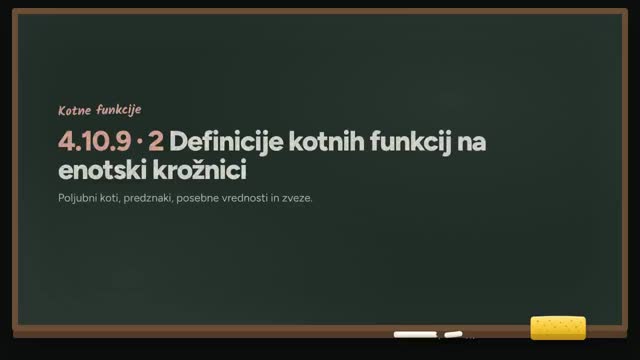 Kotne funkcije
4.10.9 · 2 Definicije kotnih funkcij na
enotski krožnici
Poljubni koti, predznaki, posebne vrednosti in zveze.